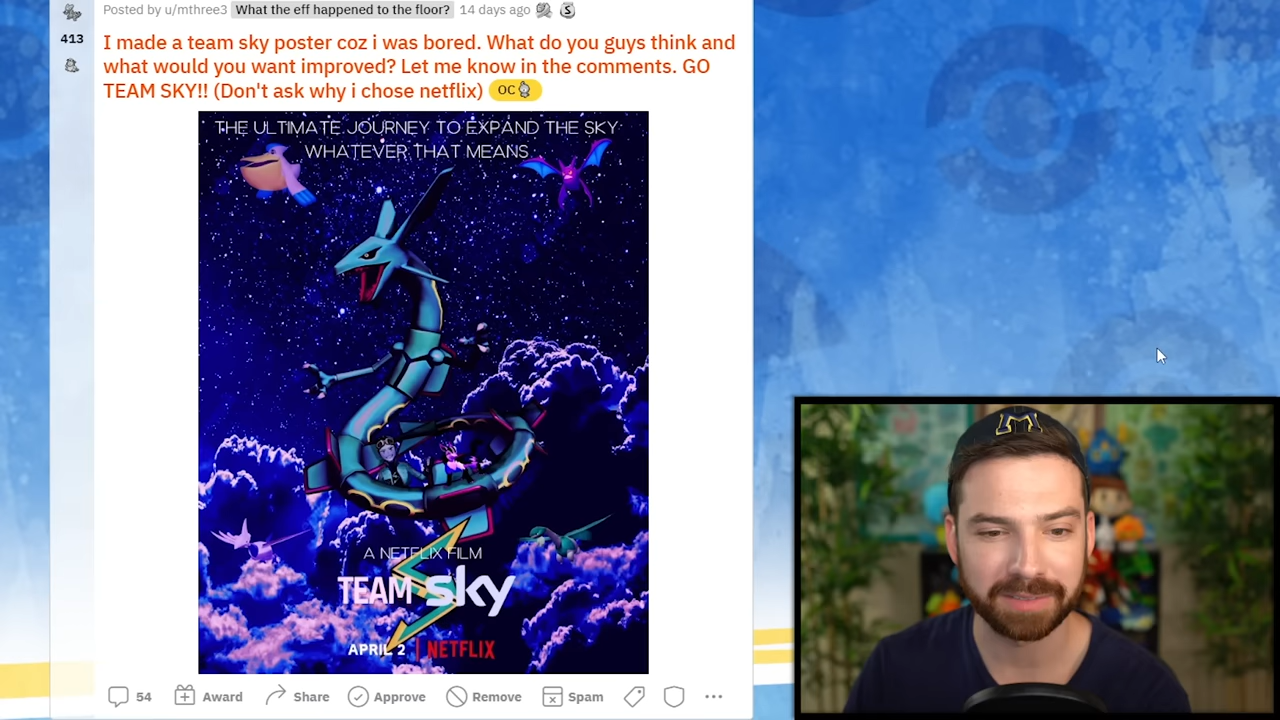 Posted by u/mthree3 What the eff happened to the floor? 14 days ago
413
I made a team sky poster coz i was bored. What do you guys think and
what would you want improved? Let me know in the comments. GO
TEAM SKY!! (Don't ask why i chose netflix) OC
THE ULTIMATE JOURNEY TO EXPAND THE SKY
WHATEVER THAT MEANS
A NETFLIX FILM
TEAM sky
APRIL 2 | NETFLIX
54 Award Share Approve Remove Spam
M